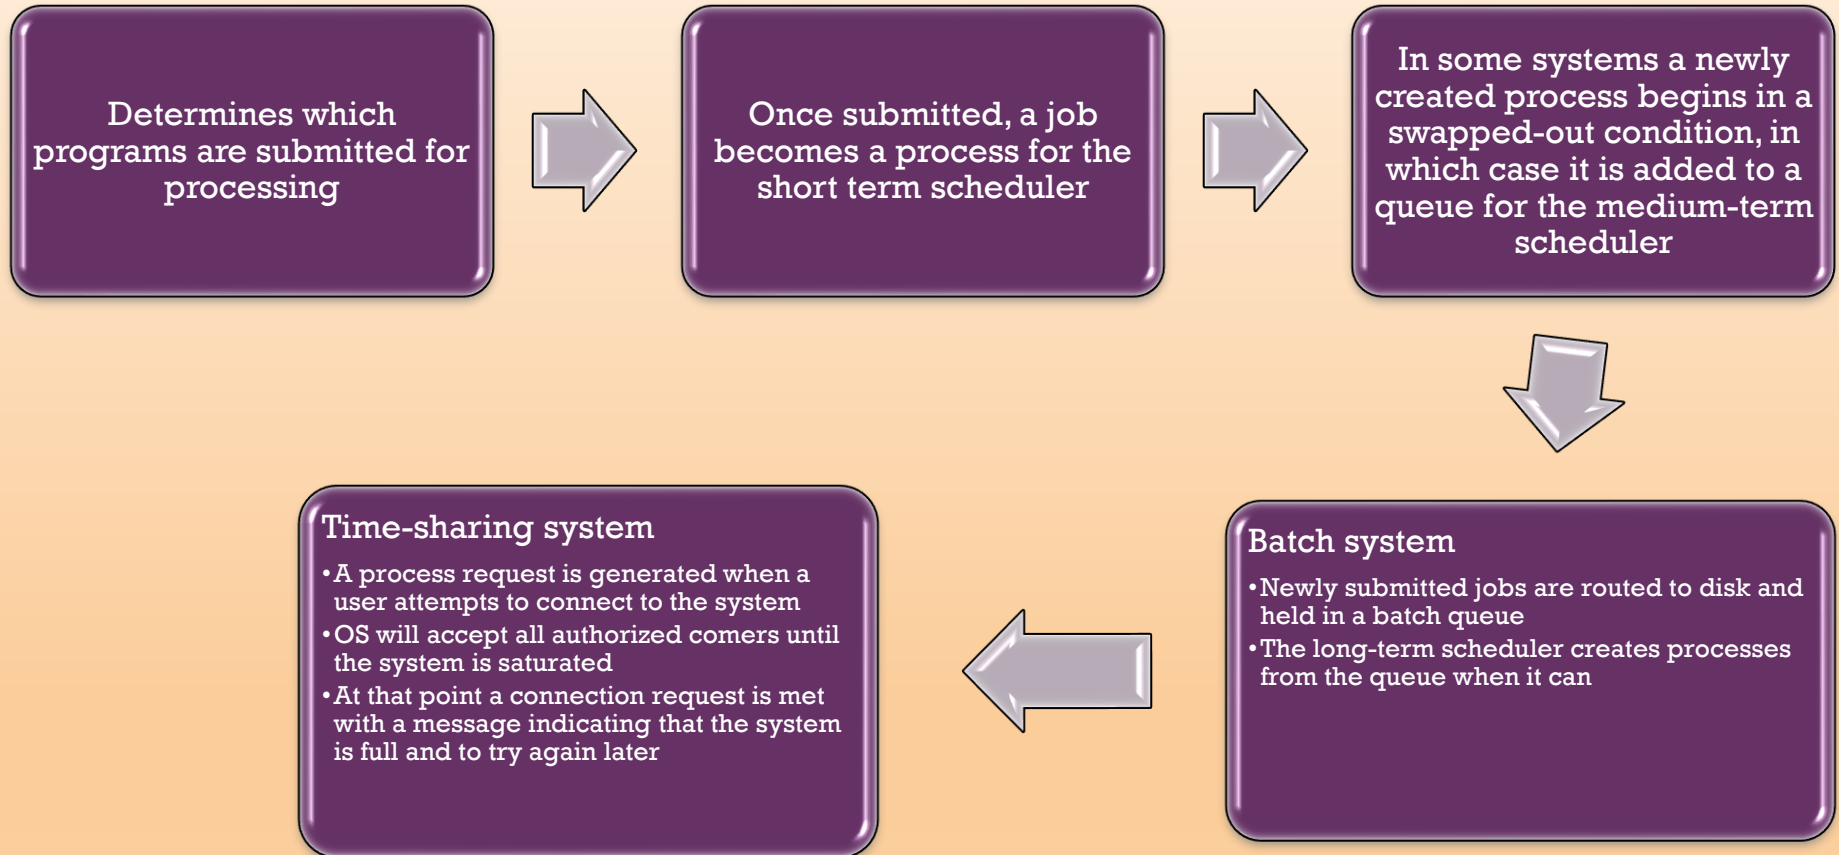 Determines which
programs are submitted for
processing
Once submitted, a job
becomes a process for the
short term scheduler
In some systems a newly
created process begins in a
swapped-out condition, in
which case it is added to a
queue for the medium-term
scheduler
Batch system
•Newly submitted jobs are routed to disk and
held in a batch queue
•The long-term scheduler creates processes
from the queue when it can
Time-sharing system
•A process request is generated when a
user attempts to connect to the system
•OS will accept all authorized comers until
the system is saturated
•At that point a connection request is met
with a message indicating that the system
is full and to try again later